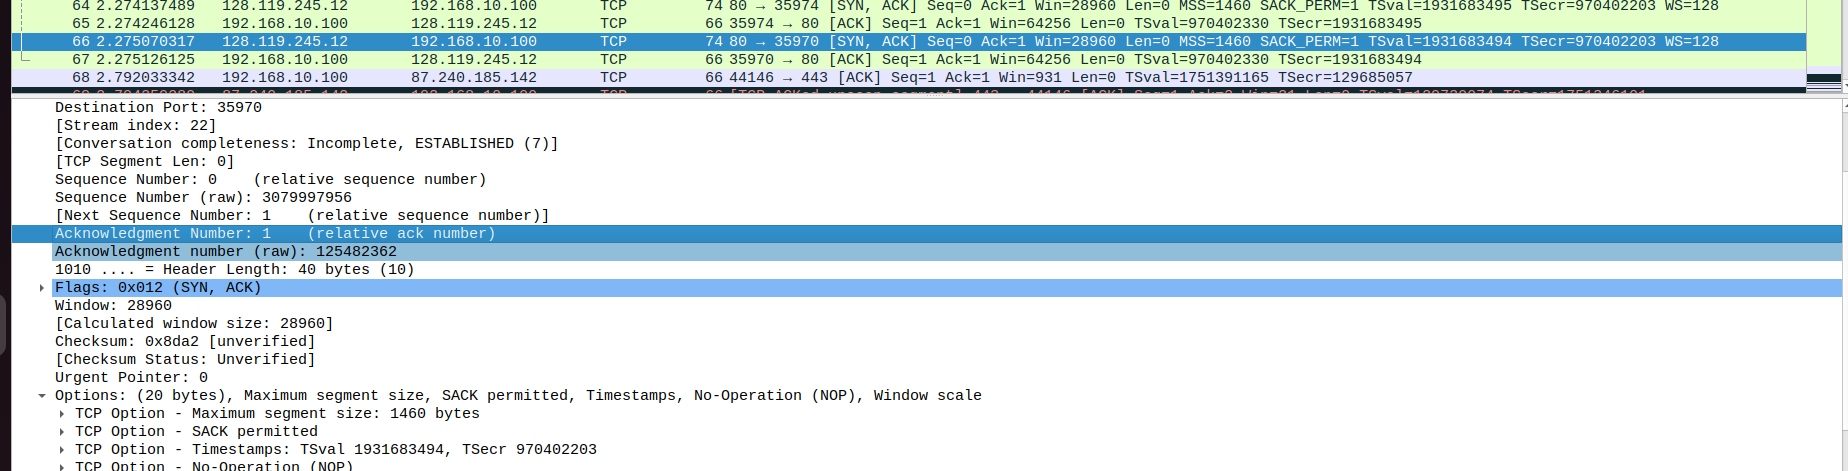 64 2.274137489 128.119.245.12 192.168.10.100 TCP 74 80 → 35974 [SYN, ACK] Seq=0 Ack=1 Win=28960 Len=0 MSS=1460 SACK_PERM=1 TSval=1931683495 TSecr=970402203 WS=128
65 2.274246128 192.168.10.100 128.119.245.12 TCP 66 35974 → 80 [ACK] Seq=1 Ack=1 Win=64256 Len=0 TSval=970402330 TSecr=1931683495
66 2.275070317 128.119.245.12 192.168.10.100 TCP 74 80 → 35970 [SYN, ACK] Seq=0 Ack=1 Win=28960 Len=0 MSS=1460 SACK_PERM=1 TSval=1931683494 TSecr=970402203 WS=128
67 2.275126125 192.168.10.100 128.119.245.12 TCP 66 35970 → 80 [ACK] Seq=1 Ack=1 Win=64256 Len=0 TSval=970402330 TSecr=1931683494
68 2.792033342 192.168.10.100 87.240.185.142 TCP 66 44146 → 443 [ACK] Seq=1 Ack=1 Win=931 Len=0 TSval=1751391165 TSecr=129685057
Destination Port: 35970
[Stream index: 22]
[Conversation completeness: Incomplete, ESTABLISHED (7)]
[TCP Segment Len: 0]
Sequence Number: 0 (relative sequence number)
Sequence Number (raw): 3079997956
[Next Sequence Number: 1 (relative sequence number)]
Acknowledgment Number: 1 (relative ack number)
Acknowledgment number (raw): 125482362
1010 .... = Header Length: 40 bytes (10)
Flags: 0x012 (SYN, ACK)
Window: 28960
[Calculated window size: 28960]
Checksum: 0x8da2 [unverified]
[Checksum Status: Unverified]
Urgent Pointer: 0
Options: (20 bytes), Maximum segment size, SACK permitted, Timestamps, No-Operation (NOP), Window scale
TCP Option - Maximum segment size: 1460 bytes
TCP Option - SACK permitted
TCP Option - Timestamps: TSval 1931683494, TSecr 970402203
TCP Option - No-Operation (NOP)